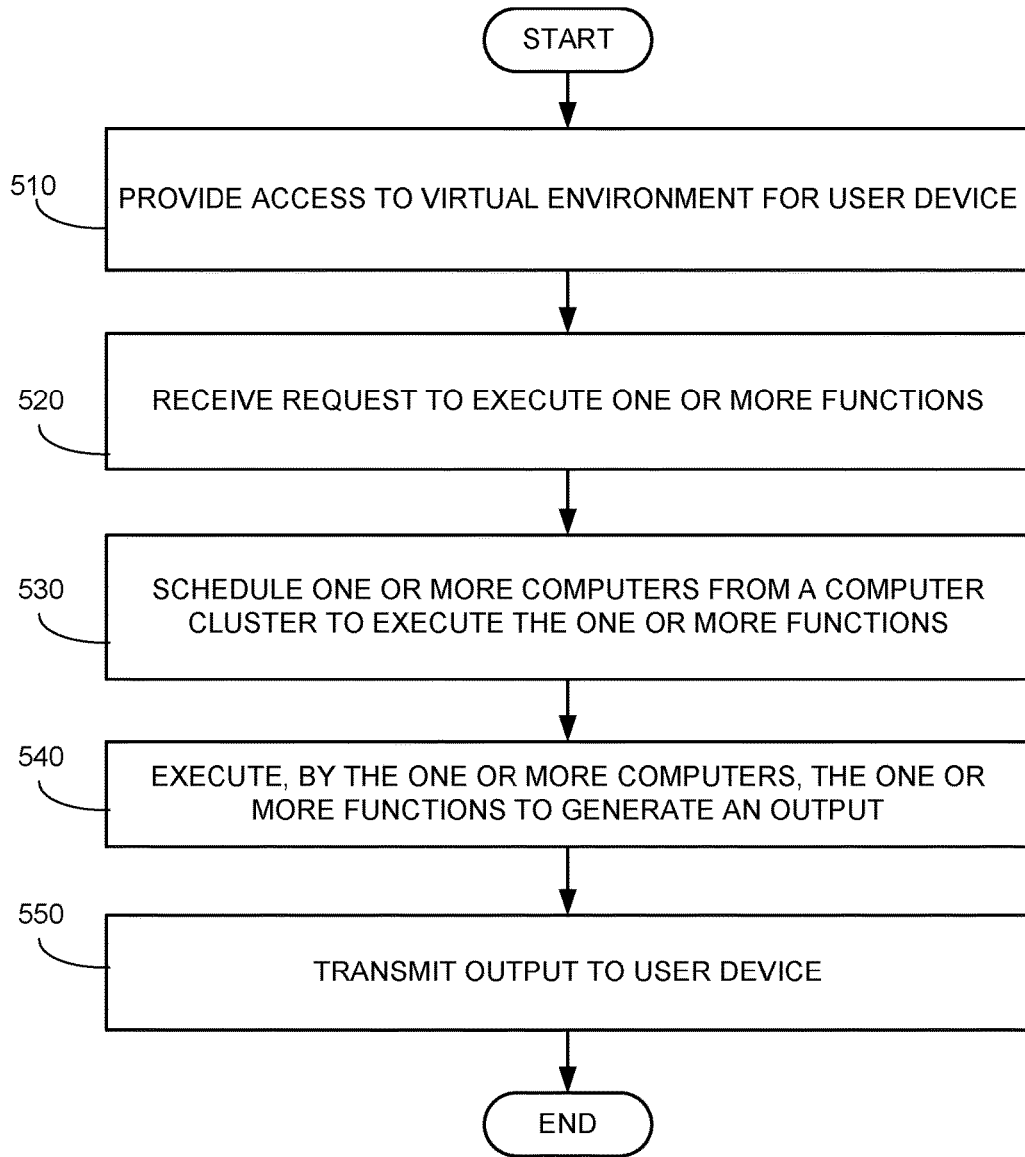 START
510
PROVIDE ACCESS TO VIRTUAL ENVIRONMENT FOR USER DEVICE
520
RECEIVE REQUEST TO EXECUTE ONE OR MORE FUNCTIONS
530
SCHEDULE ONE OR MORE COMPUTERS FROM A COMPUTER
CLUSTER TO EXECUTE THE ONE OR MORE FUNCTIONS
540
EXECUTE, BY THE ONE OR MORE COMPUTERS, THE ONE OR
MORE FUNCTIONS TO GENERATE AN OUTPUT
550
TRANSMIT OUTPUT TO USER DEVICE
END